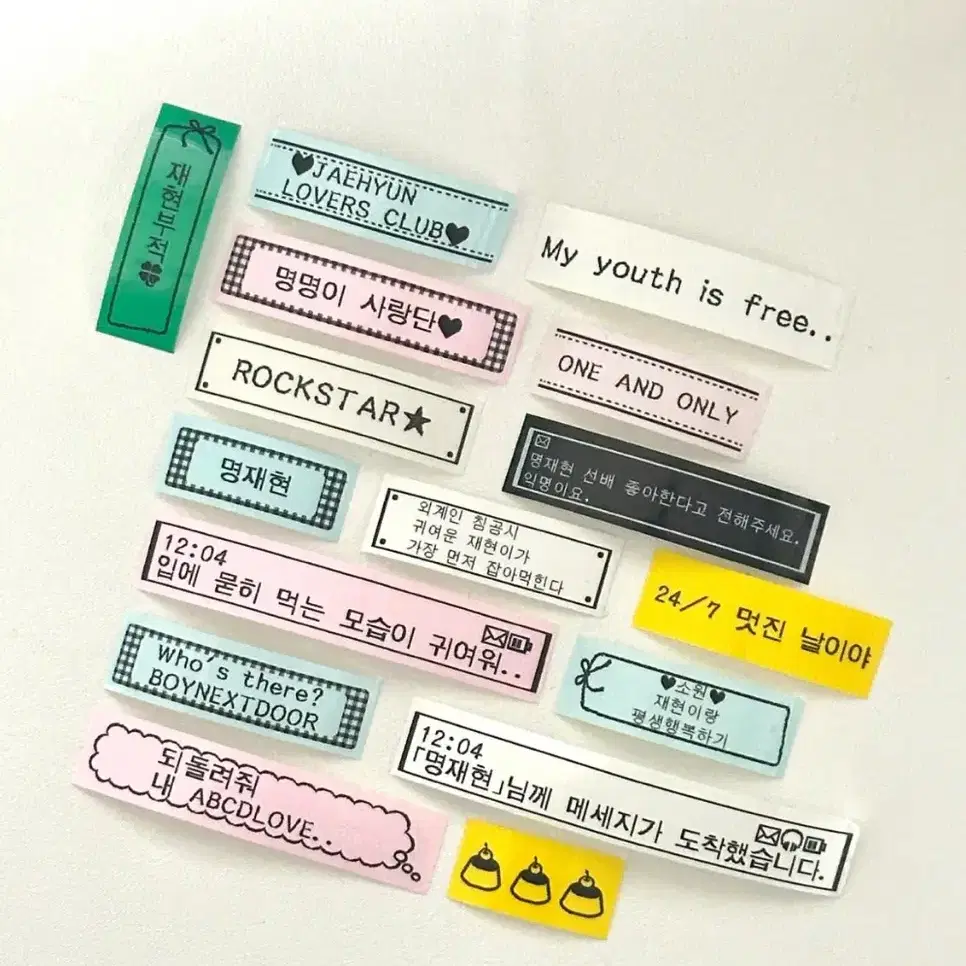 재현부적🍀
♥JAEHYUN
LOVERS CLUB♥
명명이 사랑단♥
My youth is free..
ROCKSTAR★
ONE AND ONLY
명재현
명재현 선배 좋아한다고 전해주세요.
익명이요.
외계인 침공시
귀여운 재현이가
가장 먼저 잡아먹힌다
12:04
입에 묻히 먹는 모습이 귀여워..
24/7 멋진 날이야
who's there?
BOYNEXTDOOR
♥소원♥
재현이랑
평생행복하기
되돌려줘
내 ABCDLOVE..
12:04
「명재현」님께 메세지가 도착했습니다.